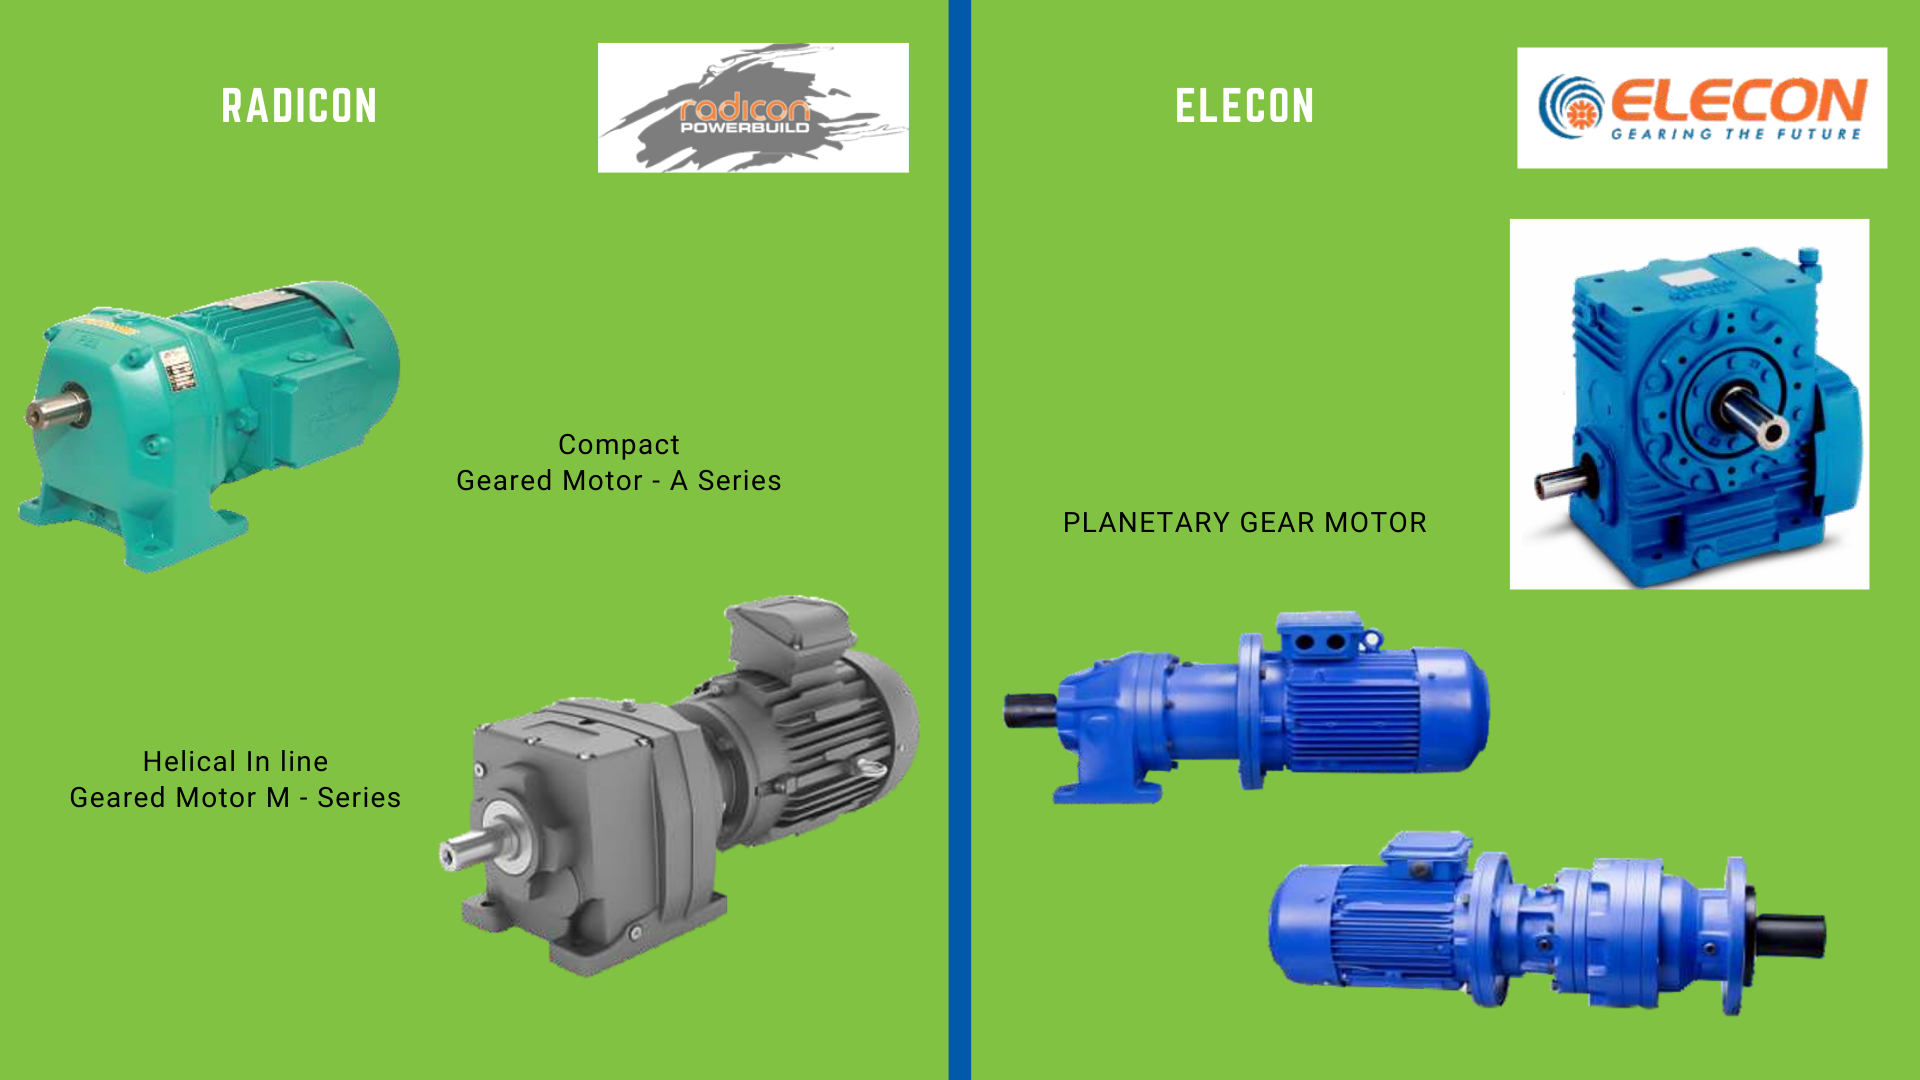 RADICON
radicon
POWERBUILD
Compact
Geared Motor - A Series
Helical In line
Geared Motor M - Series
ELECON
ELECON
GEARING THE FUTURE
PLANETARY GEAR MOTOR